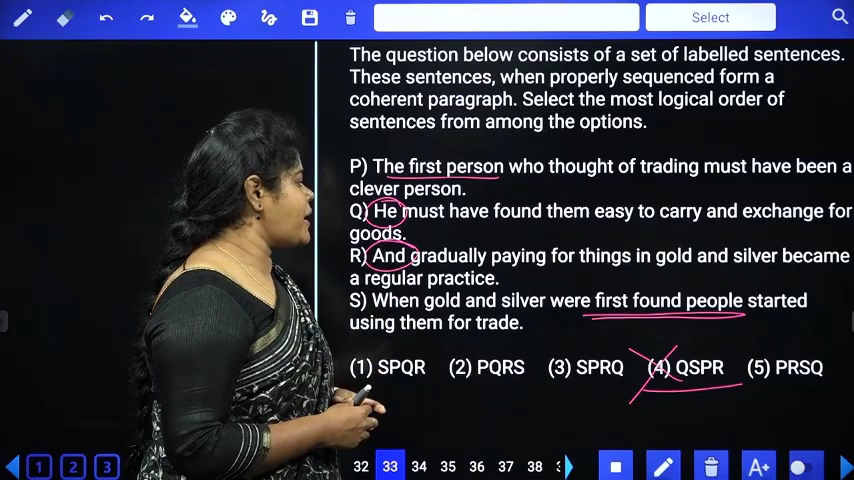 Select
The question below consists of a set of labelled sentences.
These sentences, when properly sequenced form a
coherent paragraph. Select the most logical order of
sentences from among the options.
P) The first person who thought of trading must have been a
clever person.
Q) He must have found them easy to carry and exchange for
goods.
R) And gradually paying for things in gold and silver became
a regular practice.
S) When gold and silver were first found people started
using them for trade.
(1) SPQR (2) PQRS (3) SPRQ (4) QSPR (5) PRSQ
1 2 3 32 33 34 35 36 37 38 A+